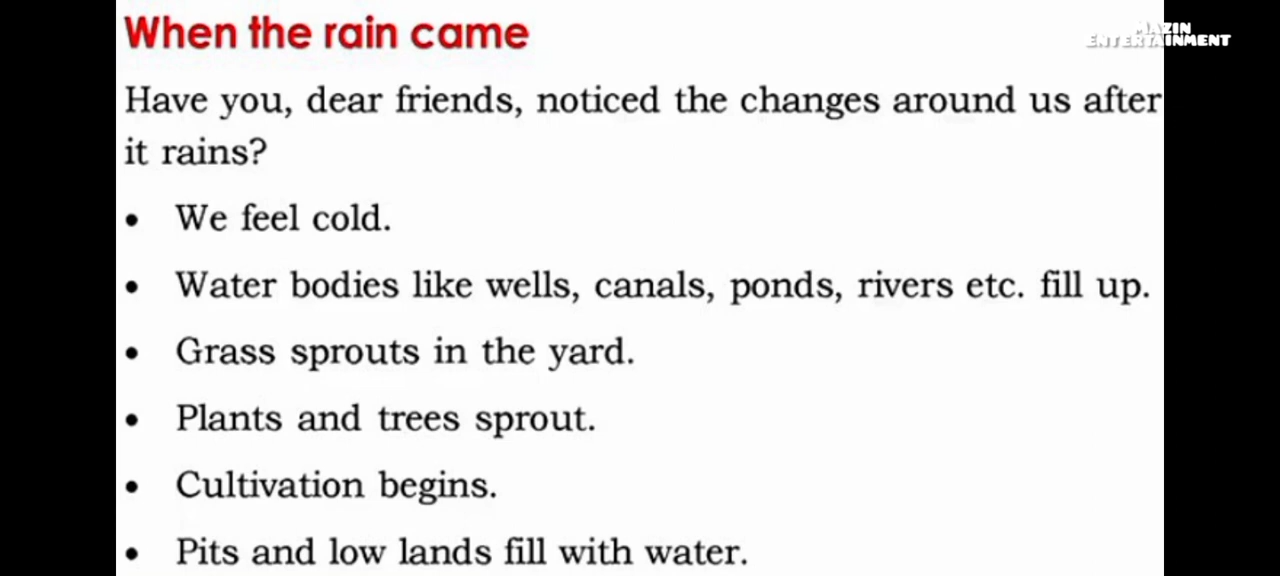 When the rain came
MAZIN
ENTERTAINMENT
Have you, dear friends, noticed the changes around us after
it rains?
• We feel cold.
• Water bodies like wells, canals, ponds, rivers etc. fill up.
• Grass sprouts in the yard.
• Plants and trees sprout.
• Cultivation begins.
• Pits and low lands fill with water.